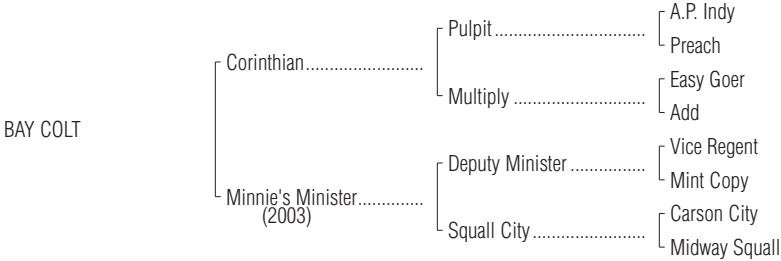 A.P. Indy
Pulpit................................
Preach
Corinthian.........................
Easy Goer
Multiply ............................
Add
BAY COLT
Vice Regent
Deputy Minister ................
Mint Copy
Minnie's Minister..............
(2003)
Carson City
Squall City........................
Midway Squall